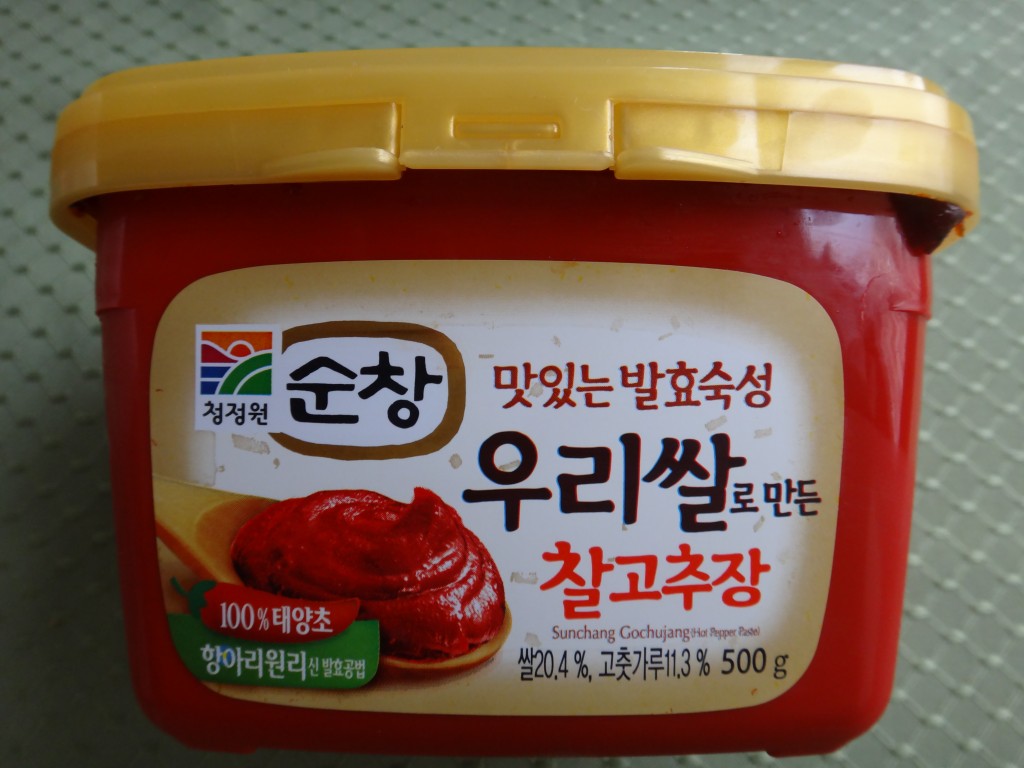 청정원
순창
맛있는 발효숙성
우리쌀로 만든
찰고추장
Sunchang Gochujang(Hot Pepper Paste)
쌀20.4 %, 고춧가루11.3 % 500 g
100% 태양초
항아리원리신 발효공법